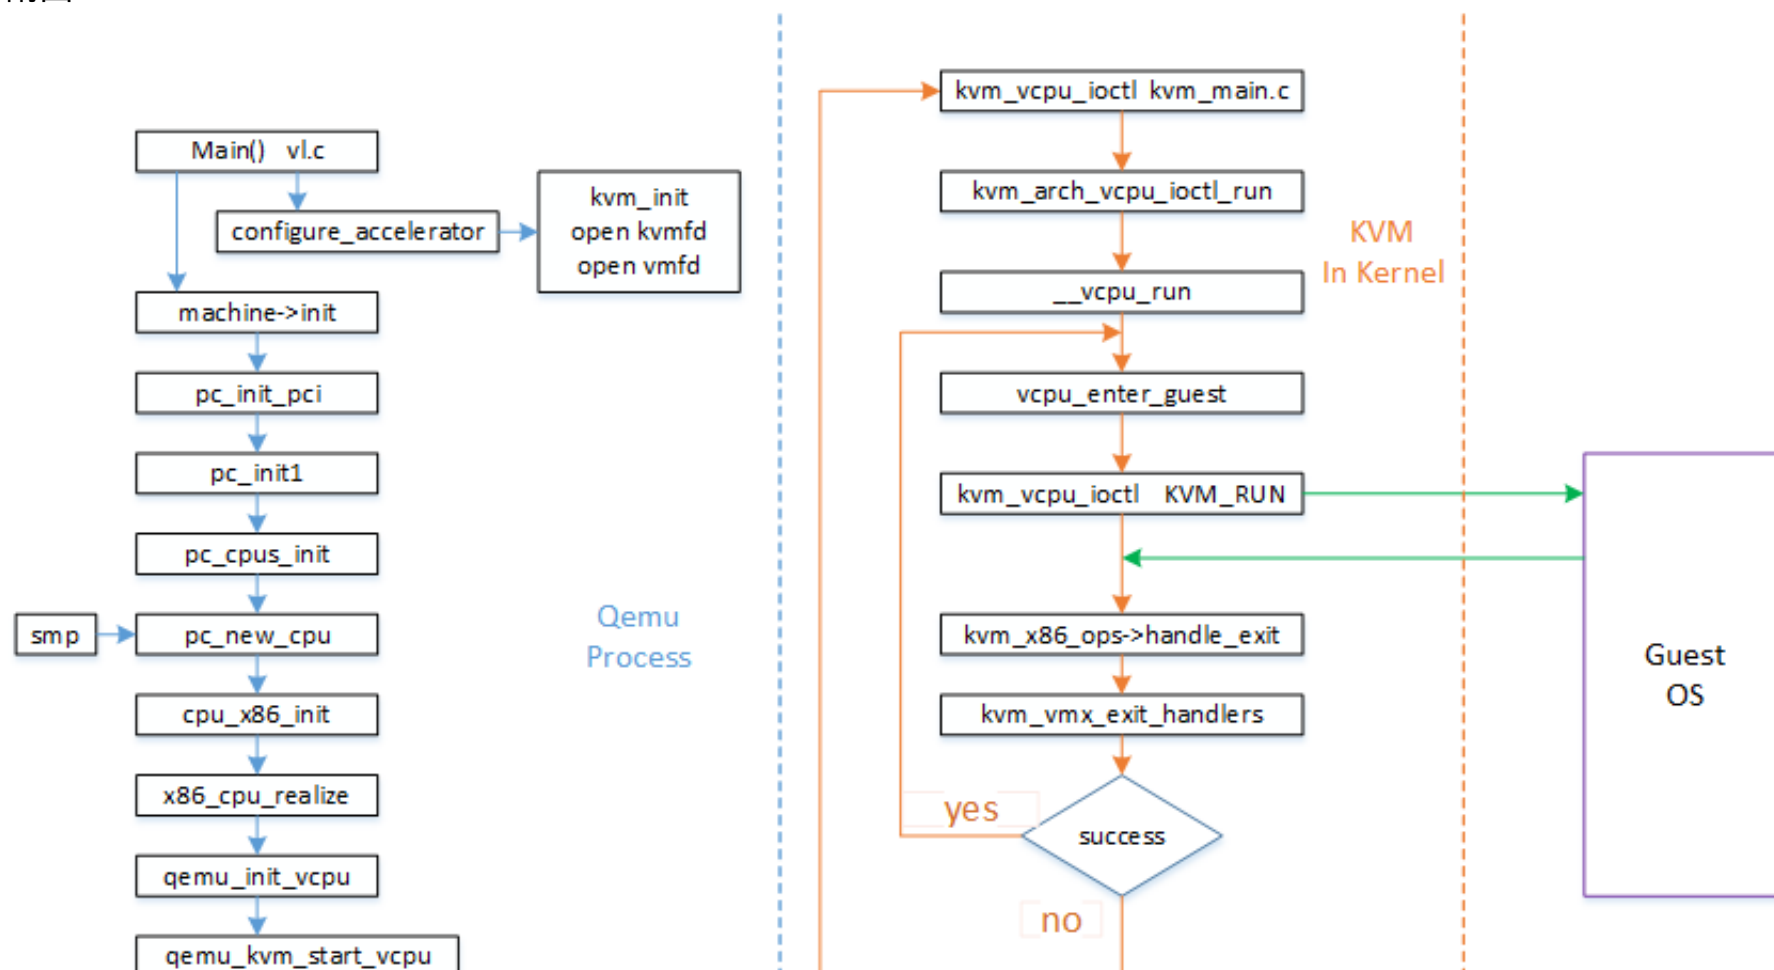 Main() vl.c
configure_accelerator
kvm_init
open kvmfd
open vmfd
machine->init
pc_init_pci
pc_init1
pc_cpus_init
smp
pc_new_cpu
cpu_x86_init
x86_cpu_realize
qemu_init_vcpu
qemu_kvm_start_vcpu
Qemu
Process
kvm_vcpu_ioctl kvm_main.c
kvm_arch_vcpu_ioctl_run
__vcpu_run
vcpu_enter_guest
kvm_vcpu_ioctl KVM_RUN
kvm_x86_ops->handle_exit
kvm_vmx_exit_handlers
yes
success
no
KVM
In Kernel
Guest
OS